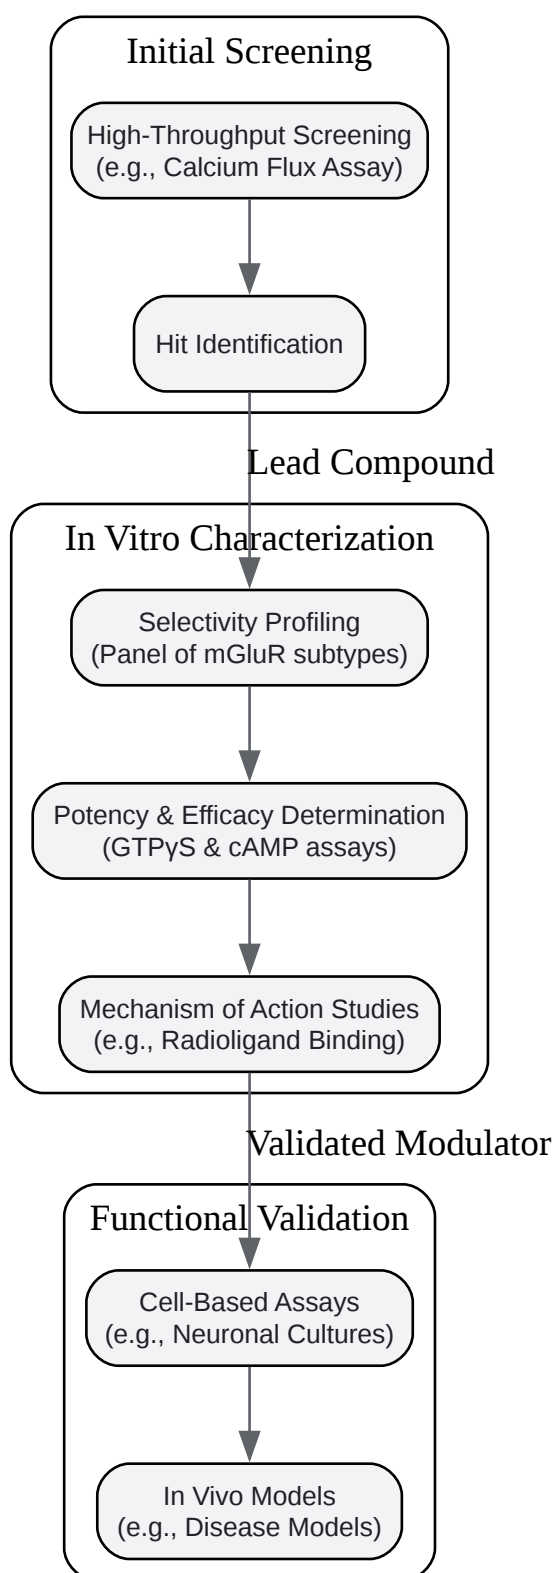 Initial Screening
High-Throughput Screening
(e.g., Calcium Flux Assay)
Hit Identification
Lead Compound
In Vitro Characterization
Selectivity Profiling
(Panel of mGluR subtypes)
Potency & Efficacy Determination
(GTPγS & cAMP assays)
Mechanism of Action Studies
(e.g., Radioligand Binding)
Validated Modulator
Functional Validation
Cell-Based Assays
(e.g., Neuronal Cultures)
In Vivo Models
(e.g., Disease Models)